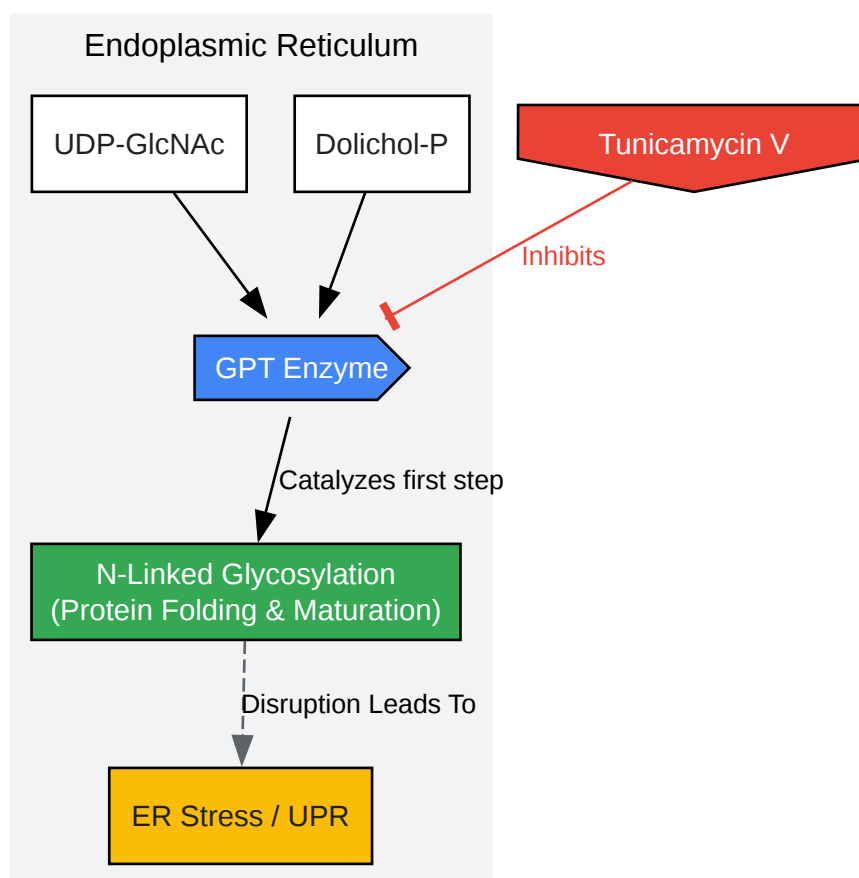 Endoplasmic Reticulum
UDP-GlcNAc
Dolichol-P
Tunicamycin V
Inhibits
GPT Enzyme
Catalyzes first step
N-Linked Glycosylation
(Protein Folding & Maturation)
Disruption Leads To
ER Stress / UPR